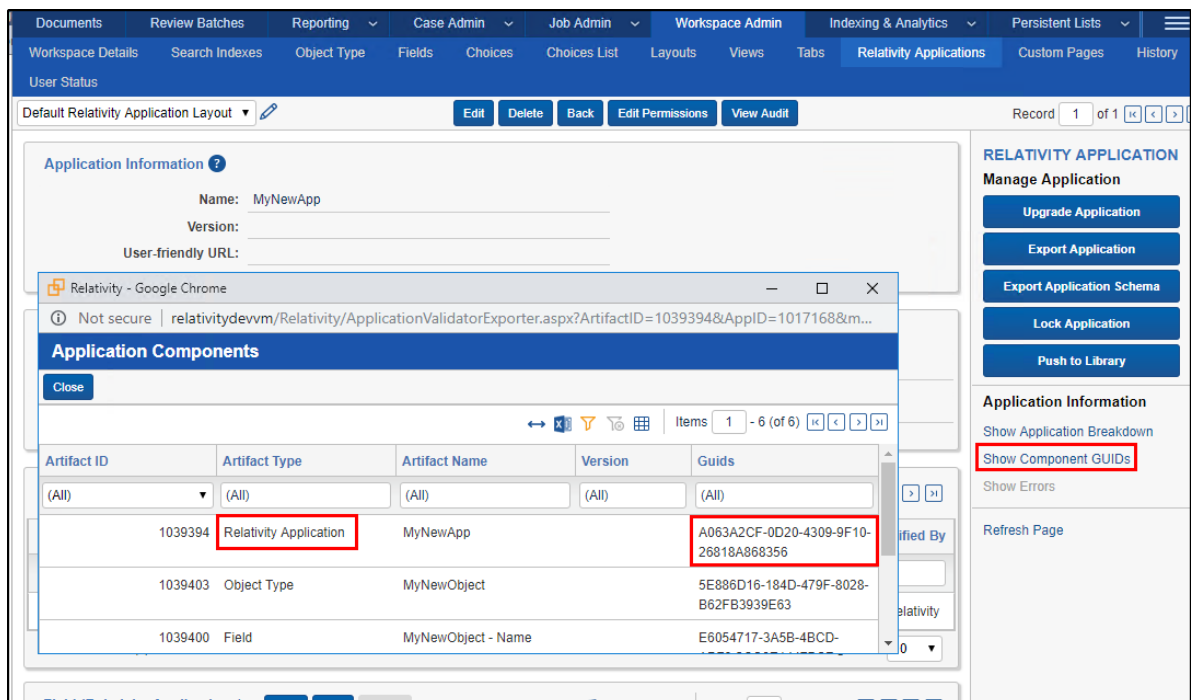 Documents Review Batches Reporting Case Admin Job Admin Workspace Admin Indexing & Analytics Persistent Lists
Workspace Details Search Indexes Object Type Fields Choices Choices List Layouts Views Tabs Relativity Applications Custom Pages History
User Status
Default Relativity Application Layout Edit Delete Back Edit Permissions View Audit Record 1 of 1
Application Information ?
Name: MyNewApp
Version:
User-friendly URL:
RELATIVITY APPLICATION
Manage Application
Upgrade Application
Export Application
Export Application Schema
Lock Application
Push to Library
Application Information
Show Application Breakdown
Show Component GUIDs
Show Errors
Refresh Page
Relativity - Google Chrome
Not secure | relativitydevvm/Relativity/ApplicationValidatorExporter.aspx?ArtifactID=1039394&AppID=1017168&m...
Application Components
Close
Items 1 - 6 (of 6)
Artifact ID Artifact Type Artifact Name Version Guids
(All) (All) (All) (All) (All)
1039394 Relativity Application MyNewApp A063A2CF-0D20-4309-9F10-
26818A868356
1039403 Object Type MyNewObject 5E886D16-184D-479F-8028-
B62FB3939E63
1039400 Field MyNewObject - Name E6054717-3A5B-4BCD-
ified By
elativity
0